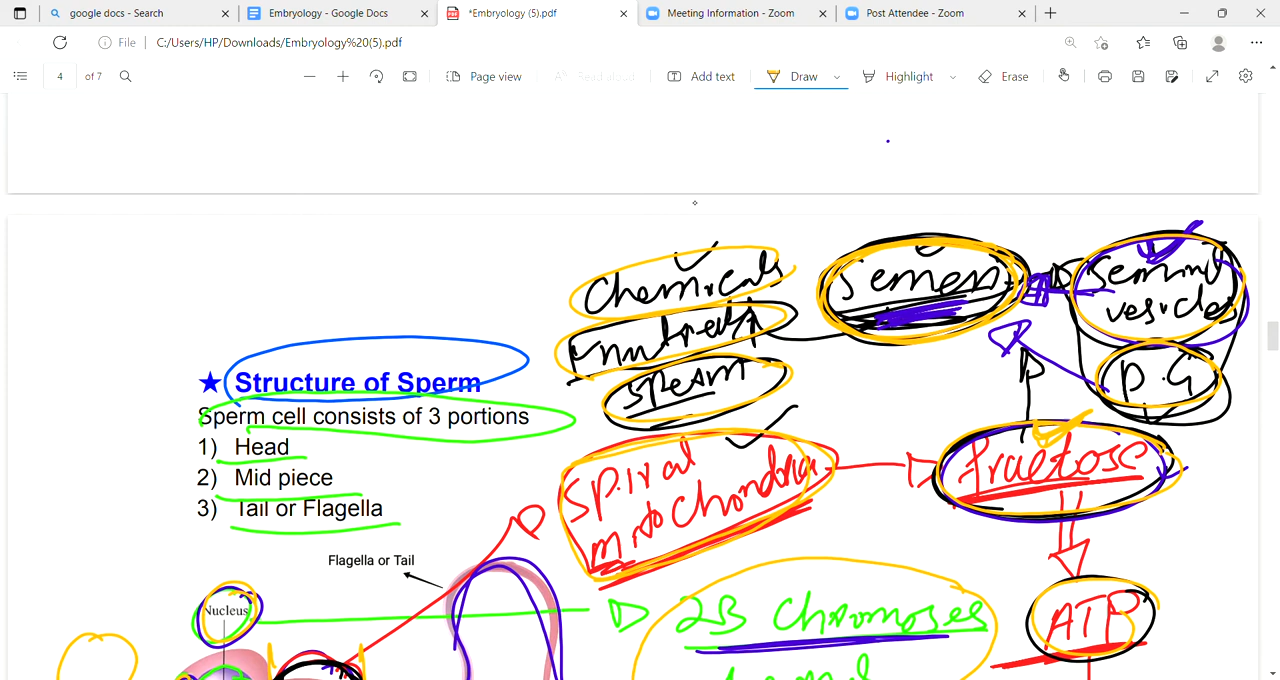 google docs - Search
Embryology - Google Docs
*Embryology (5).pdf
Meeting Information - Zoom
Post Attendee - Zoom
File
C:/Users/HP/Downloads/Embryology%20(5).pdf
4 of 7
Page view
Read aloud
Add text
Draw
Highlight
Erase
Chemicals
Semen
Seminal
vesicles
P.G
★ Structure of Sperm
Sperm cell consists of 3 portions
1) Head
2) Mid piece
3) Tail or Flagella
Spiral
mitochondria
fructose
Flagella or Tail
Nucleus
23 Chromoses
ATP